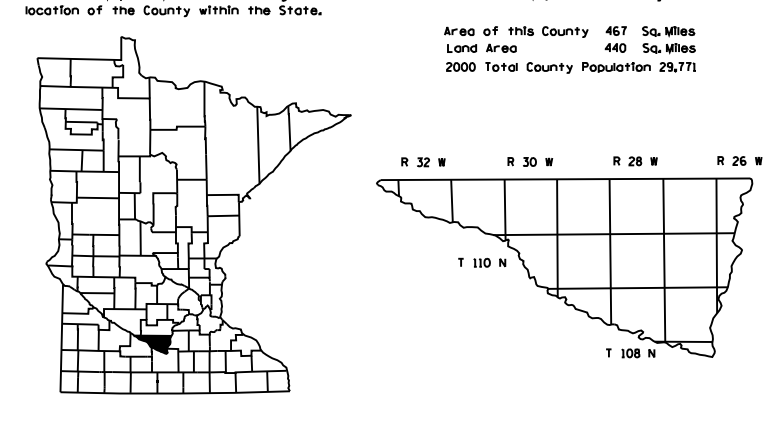 location of the County within the State.
Area of this County 467 Sq. Miles
Land Area 440 Sq. Miles
2000 Total County Population 29,771
R 32 W R 30 W R 28 W R 26 W
T 110 N
T 108 N